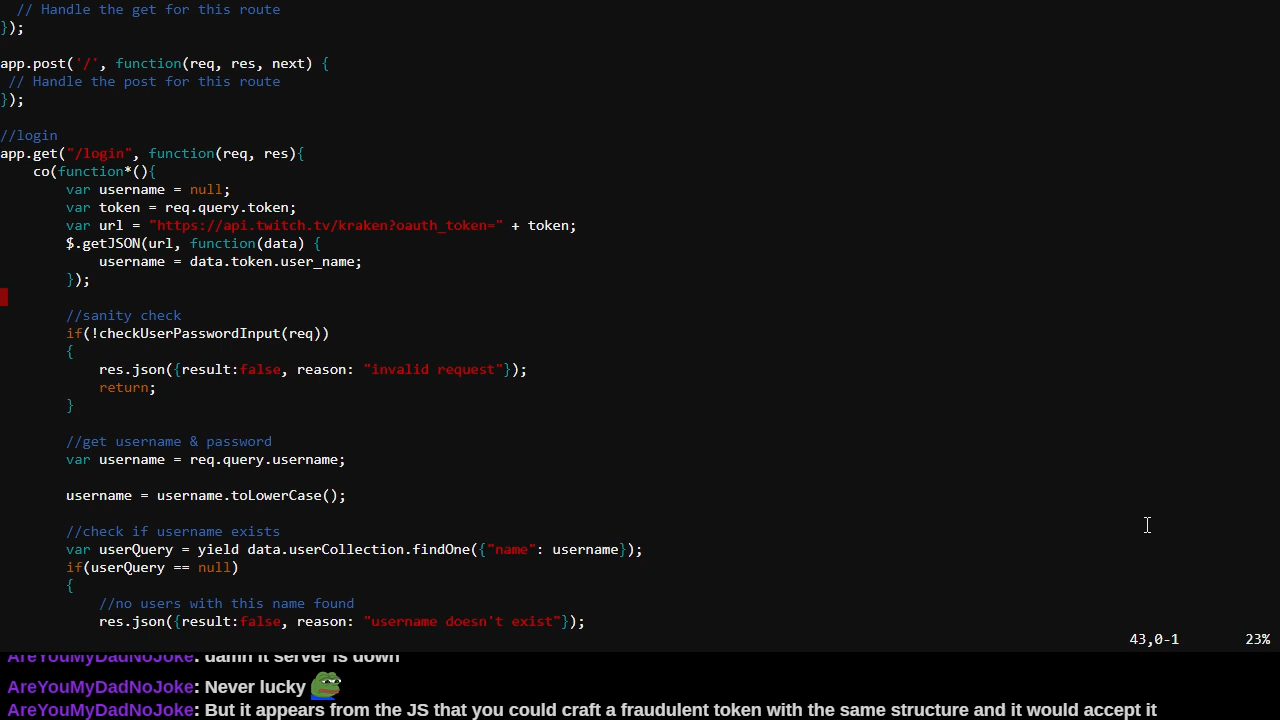 // Handle the get for this route
});
app.post('/', function(req, res, next) {
// Handle the post for this route
});
//login
app.get("/login", function(req, res){
co(function*(){
var username = null;
var token = req.query.token;
var url = "https://api.twitch.tv/kraken?oauth_token=" + token;
$.getJSON(url, function(data) {
username = data.token.user_name;
});
//sanity check
if(!checkUserPasswordInput(req))
{
res.json({result:false, reason: "invalid request"});
return;
}
//get username & password
var username = req.query.username;
username = username.toLowerCase();
//check if username exists
var userQuery = yield data.userCollection.findOne({"name": username});
if(userQuery == null)
{
//no users with this name found
res.json({result:false, reason: "username doesn't exist"});
43,0-1 23%
AreYouMyDadNoJoke: damn it server is down
AreYouMyDadNoJoke: Never lucky
AreYouMyDadNoJoke: But it appears from the JS that you could craft a fraudulent token with the same structure and it would accept it